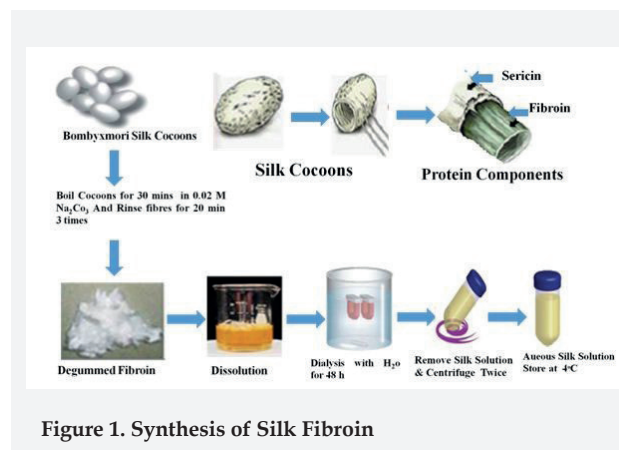 Sericin
Fibroin
Bombyxmori Silk Cocoons
Silk Cocoons
Protein Components
Boil Cocoons for 30 mins in 0.02 M
Na₂Co₃ And Rinse fibres for 20 min
3 times
Degummed Fibroin
Dissolution
Dialysis with H₂o
for 48 h
Remove Silk Solution
& Centrifuge Twice
Aueous Silk Solution
Store at 4°C
Figure 1. Synthesis of Silk Fibroin